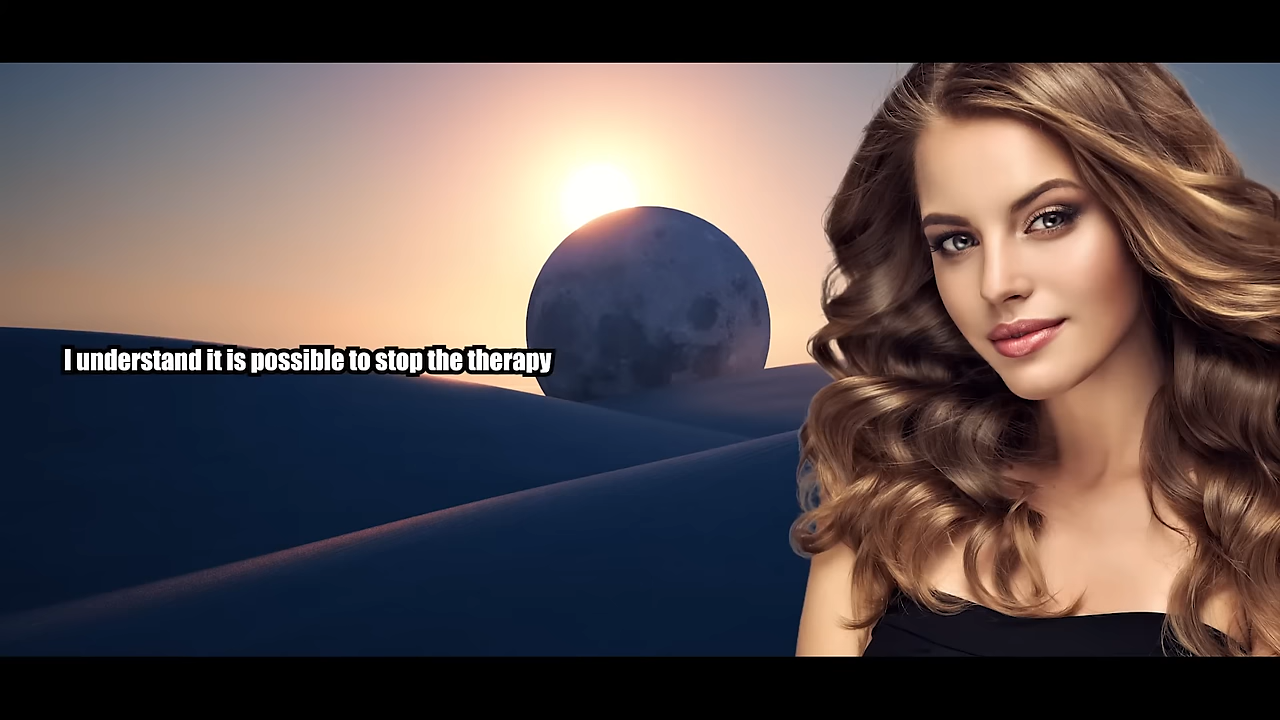 I understand it is possible to stop the therapy